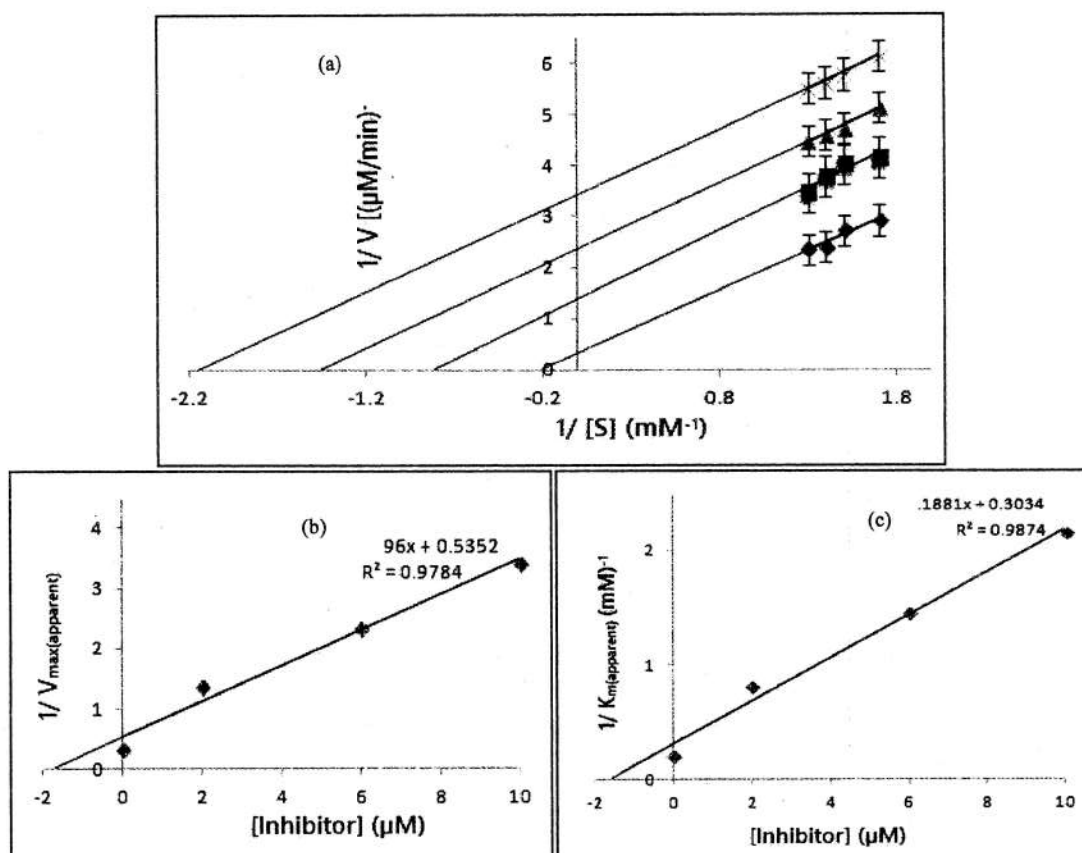 (a)
1/ V [(µM/min)-
6
5
4
3
2
1
0
-2.2 -1.2 -0.2 0.8 1.8
1/ [S] (mM-1)
(b)
96x + 0.5352
R² = 0.9784
1/ Vmax(apparent)
4
3
2
1
0
-2 0 2 4 6 8 10
[Inhibitor] (µM)
(c)
.1881x + 0.3034
R² = 0.9874
1/ Km(apparent) (mM)-1
2
1
0
-2 0 2 4 6 8 10
[Inhibitor] (µM)